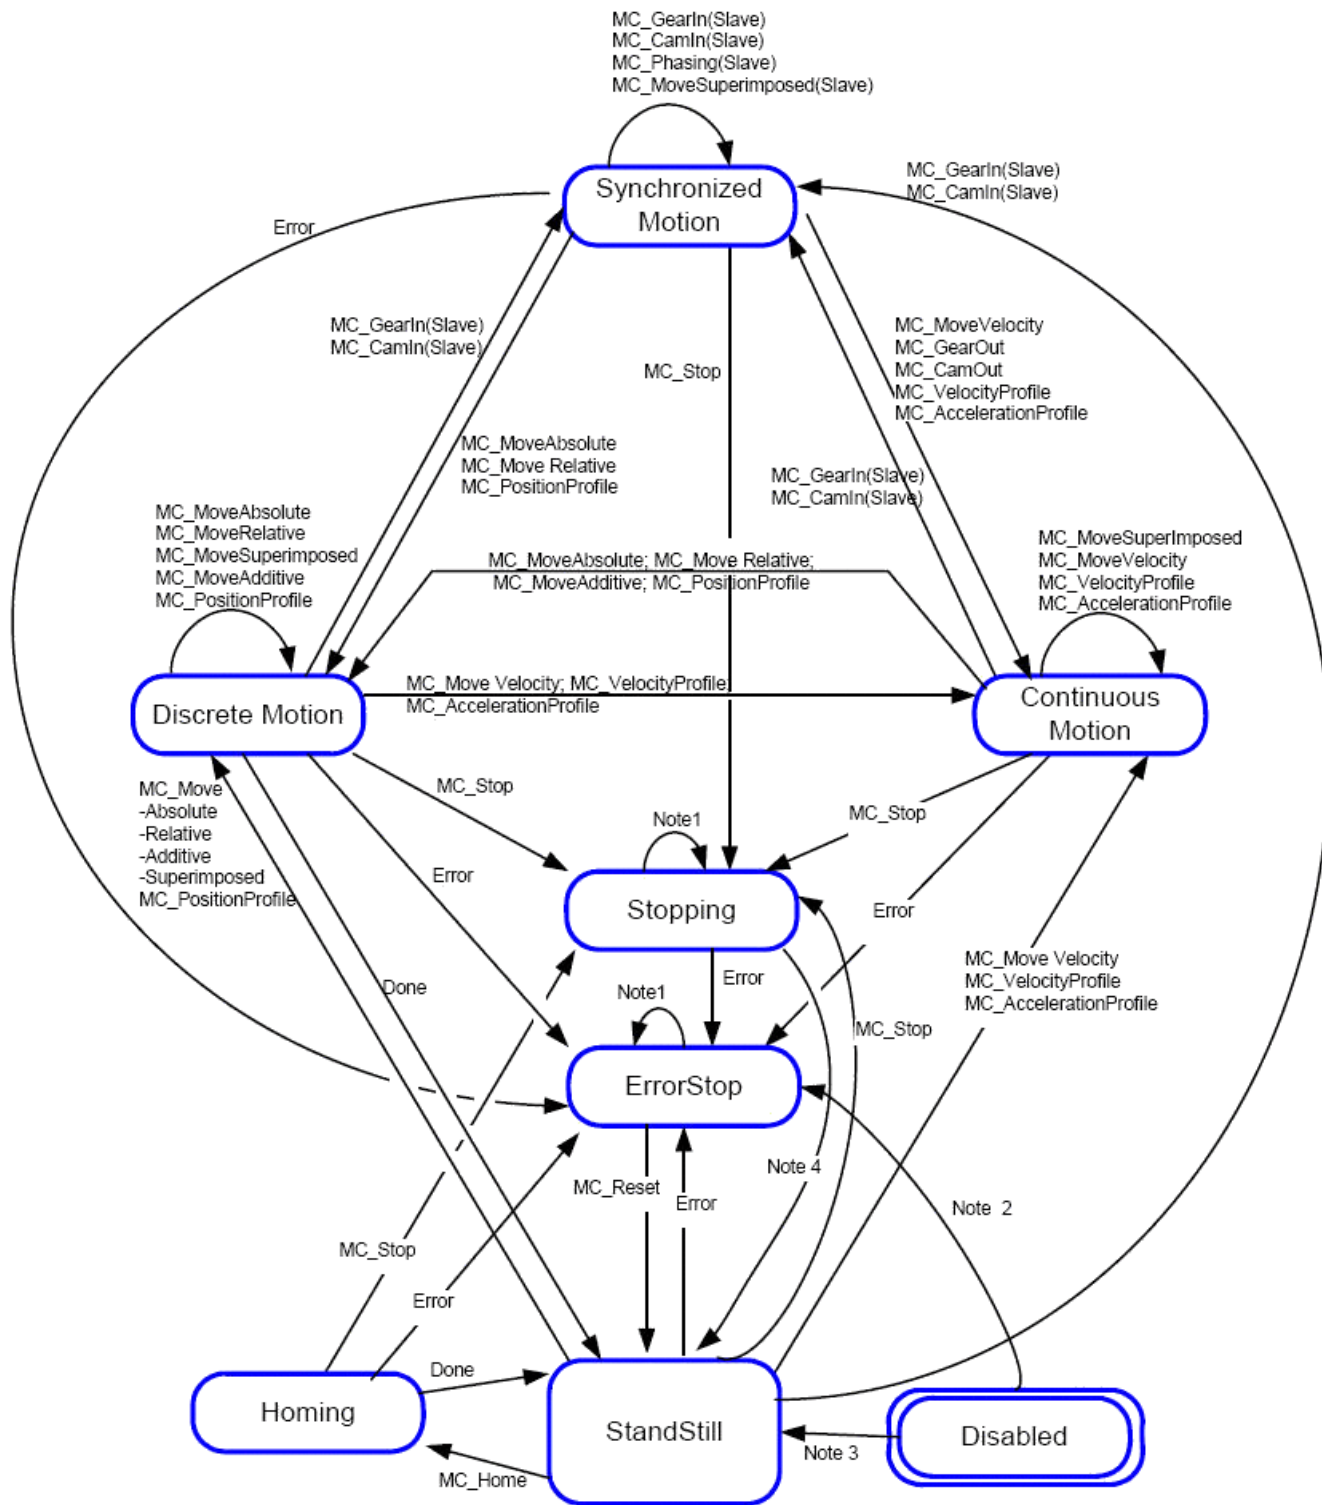 MC_GearIn(Slave)
MC_CamIn(Slave)
MC_Phasing(Slave)
MC_MoveSuperimposed(Slave)
Synchronized
Motion
MC_GearIn(Slave)
MC_CamIn(Slave)
Error
MC_GearIn(Slave)
MC_CamIn(Slave)
MC_Stop
MC_MoveVelocity
MC_GearOut
MC_CamOut
MC_VelocityProfile
MC_AccelerationProfile
MC_MoveAbsolute
MC_Move Relative
MC_PositionProfile
MC_GearIn(Slave)
MC_CamIn(Slave)
MC_MoveAbsolute
MC_MoveRelative
MC_MoveSuperimposed
MC_MoveAdditive
MC_PositionProfile
MC_MoveAbsolute; MC_Move Relative;
MC_MoveAdditive; MC_PositionProfile
MC_MoveSuperImposed
MC_MoveVelocity
MC_VelocityProfile
MC_AccelerationProfile
Discrete Motion
MC_Move Velocity; MC_VelocityProfile;
MC_AccelerationProfile
Continuous
Motion
MC_Move
-Absolute
-Relative
-Additive
-Superimposed
MC_PositionProfile
MC_Stop
Note1
MC_Stop
Error
Stopping
Error
Done
Note1
Error
MC_Move Velocity
MC_VelocityProfile
MC_AccelerationProfile
MC_Stop
ErrorStop
MC_Reset
Error
Note 4
Note 2
MC_Stop
Error
Done
Homing
StandStill
Disabled
Note 3
MC_Home